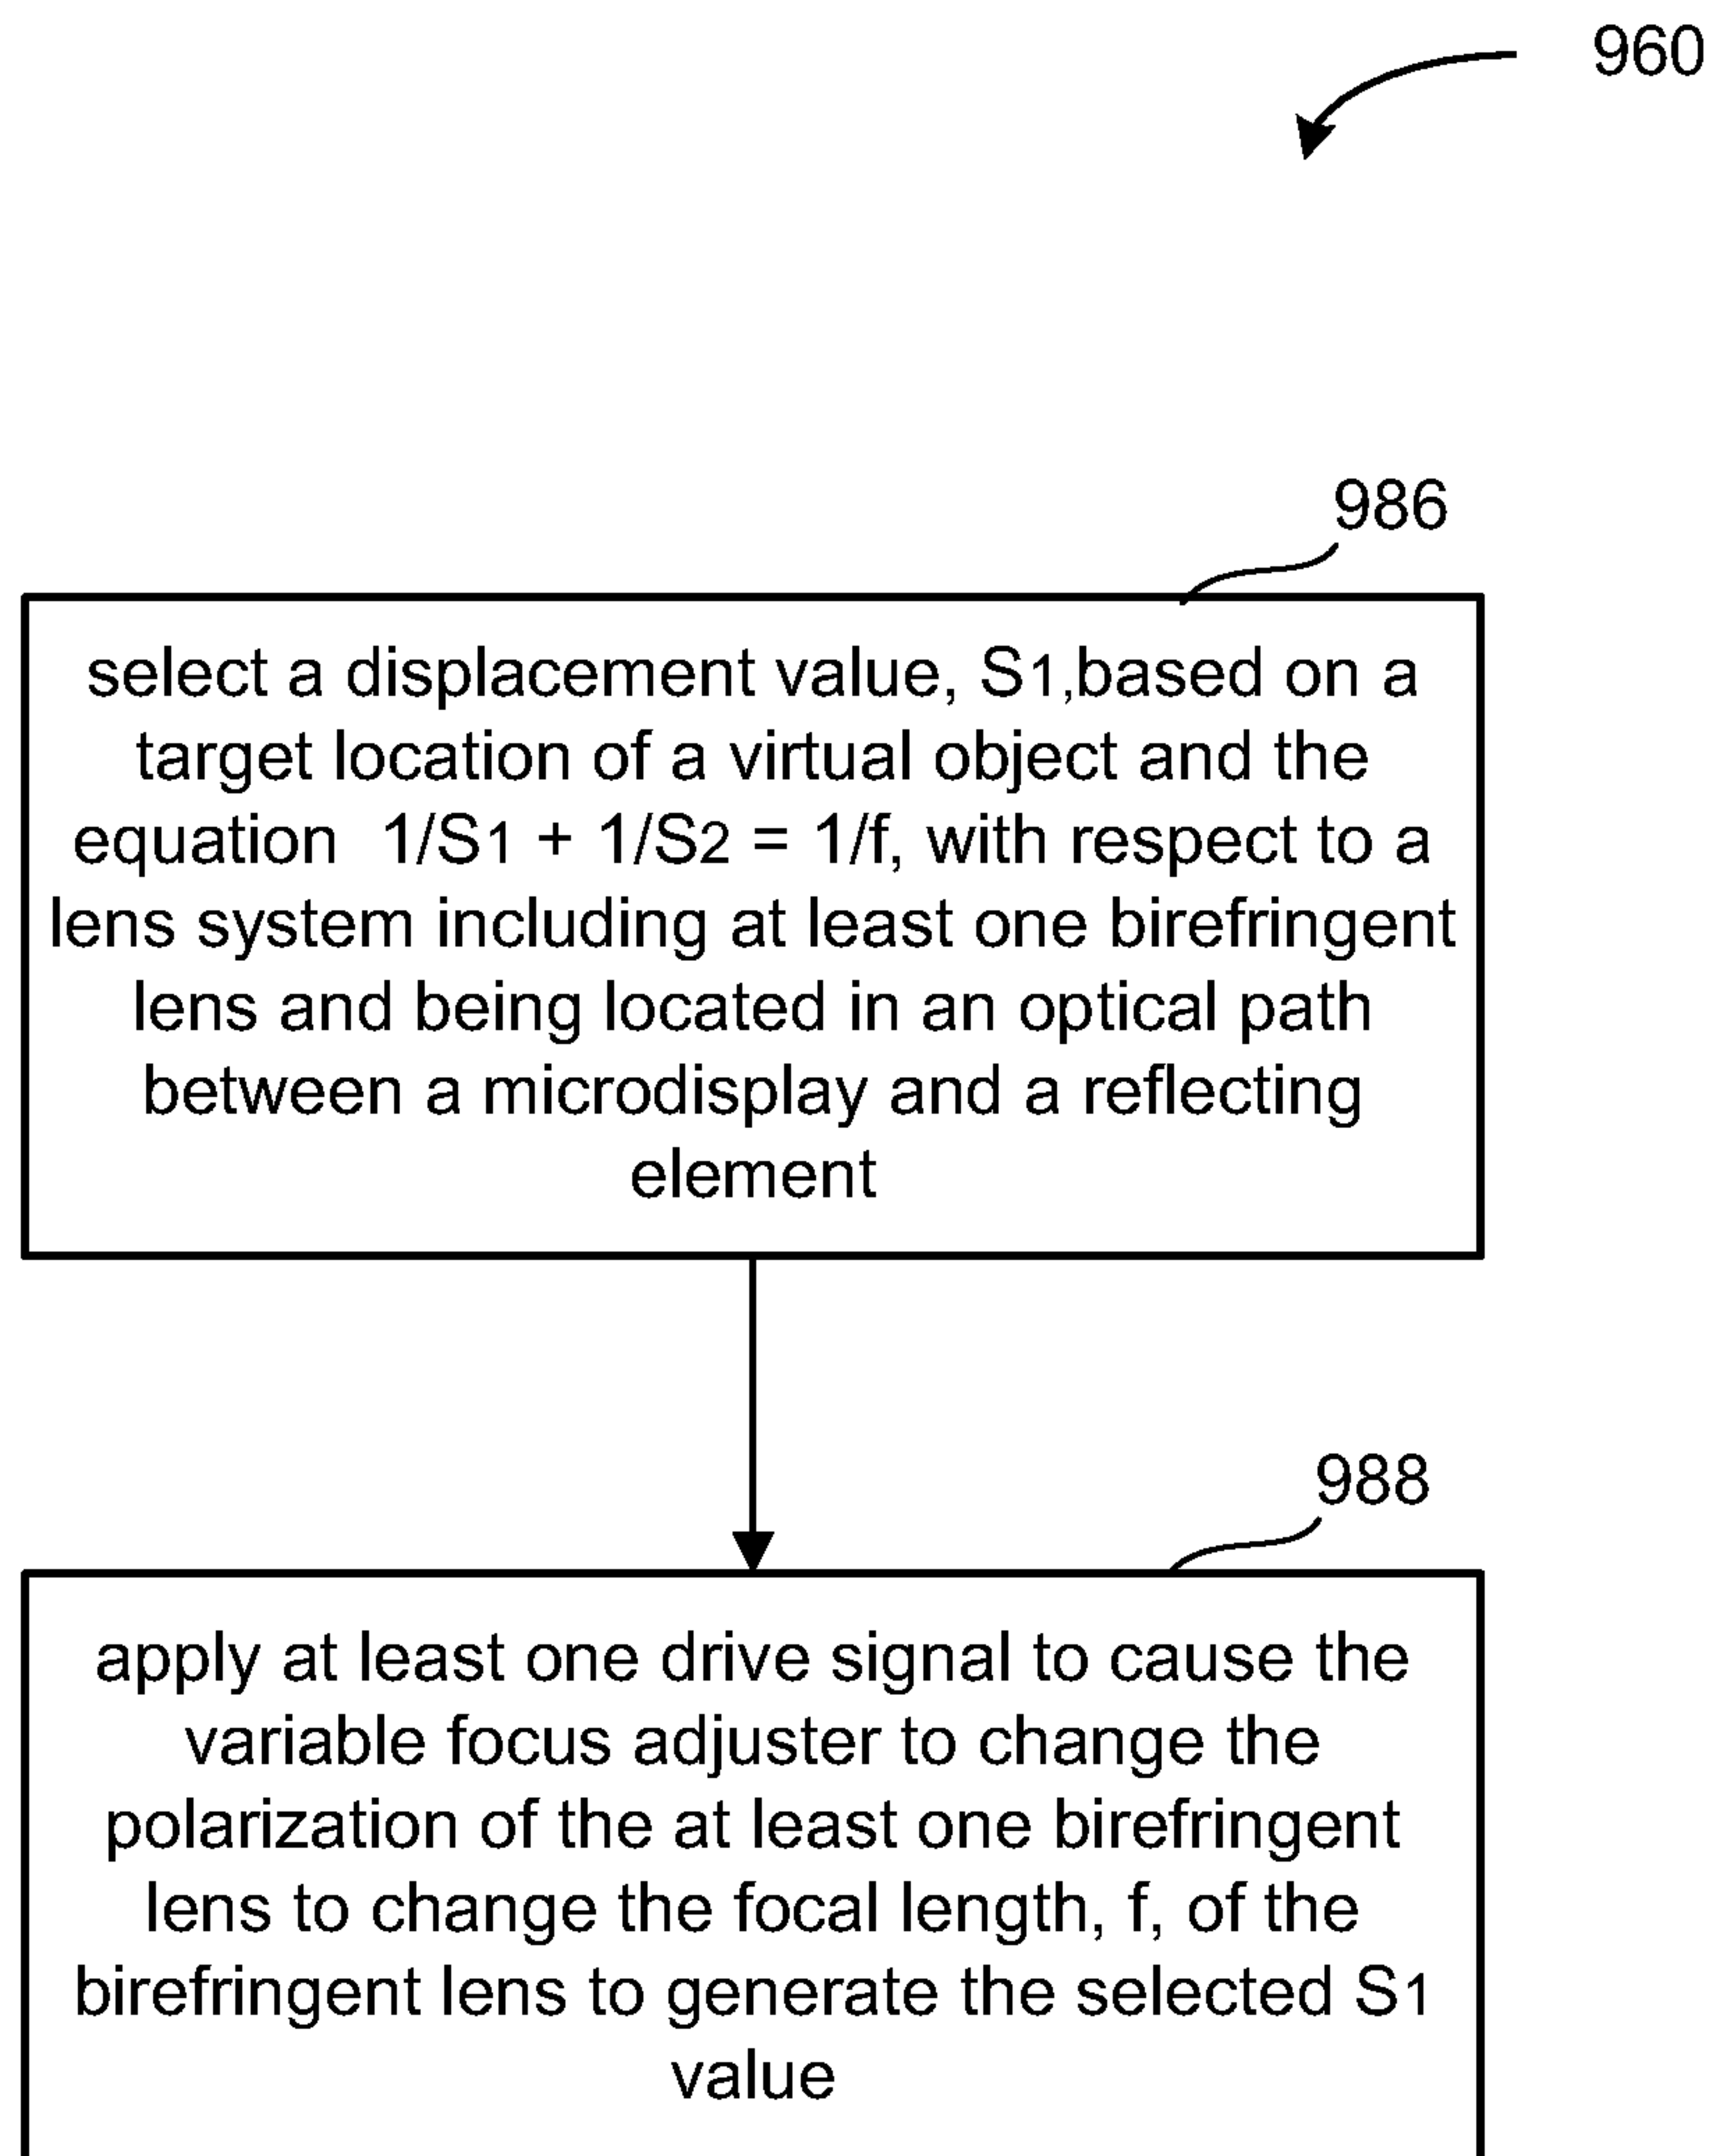 960
986
select a displacement value, S1,based on a
target location of a virtual object and the
equation 1/S1 + 1/S2 = 1/f, with respect to a
lens system including at least one birefringent
lens and being located in an optical path
between a microdisplay and a reflecting
element
988
apply at least one drive signal to cause the
variable focus adjuster to change the
polarization of the at least one birefringent
lens to change the focal length, f, of the
birefringent lens to generate the selected S1
value